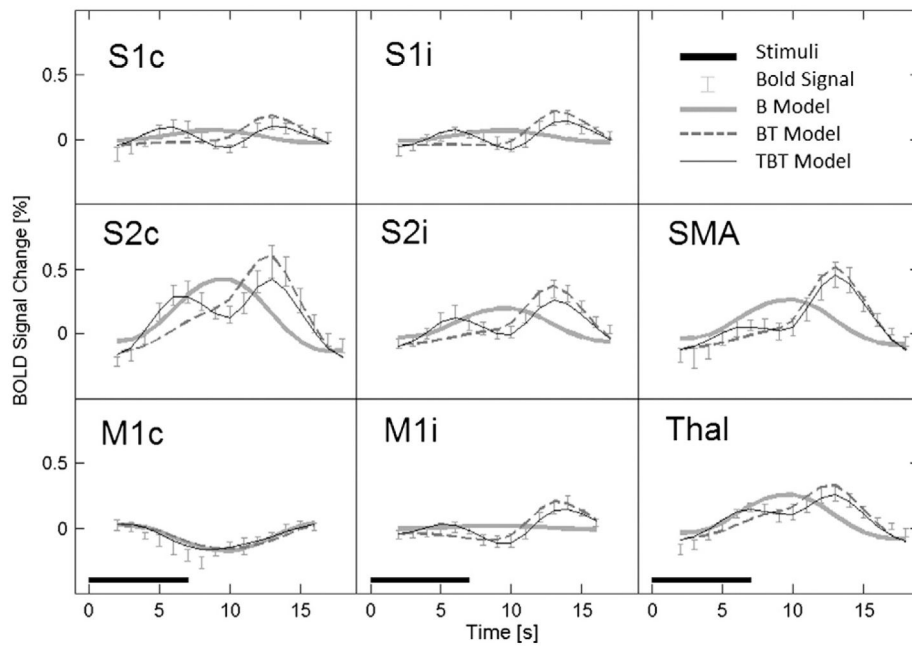 S1c
S1i
Stimuli
Bold Signal
B Model
BT Model
TBT Model
0.5
0
S2c
S2i
SMA
0.5
0
BOLD Signal Change [%]
M1c
M1i
Thal
0.5
0
0 5 10 15 0 5 10 15 0 5 10 15
Time [s]